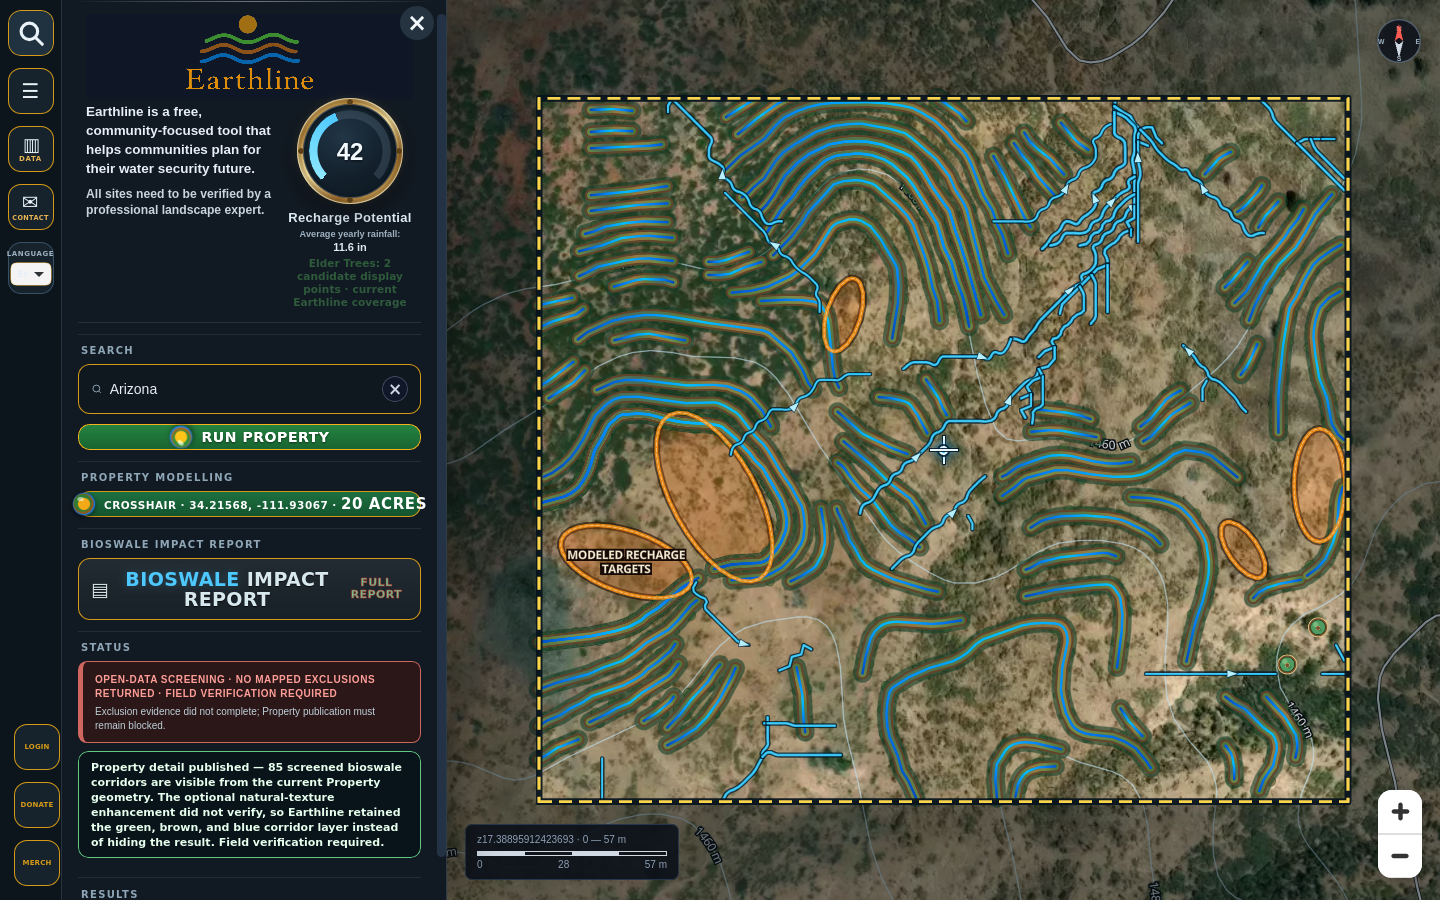 DATA
CONTACT
LANGUAGE
LOGIN
DONATE
MERCH
Earthline
Earthline is a free,
community-focused tool that
helps communities plan for
their water security future.
All sites need to be verified by a
professional landscape expert.
42
Recharge Potential
Average yearly rainfall:
11.6 in
Elder Trees: 2
candidate display
points · current
Earthline coverage
SEARCH
Arizona
RUN PROPERTY
PROPERTY MODELLING
CROSSHAIR · 34.21568, -111.93067 · 20 ACRES
BIOSWALE IMPACT REPORT
BIOSWALE IMPACT
REPORT
FULL
REPORT
STATUS
OPEN-DATA SCREENING · NO MAPPED EXCLUSIONS
RETURNED · FIELD VERIFICATION REQUIRED
Exclusion evidence did not complete; Property publication must
remain blocked.
Property detail published — 85 screened bioswale
corridors are visible from the current Property
geometry. The optional natural-texture
enhancement did not verify, so Earthline retained
the green, brown, and blue corridor layer instead
of hiding the result. Field verification required.
RESULTS
W E
S
1460 m
MODELED RECHARGE
TARGETS
1460 m
1460 m
z17.38895912423693 · 0 — 57 m
0 28 57 m